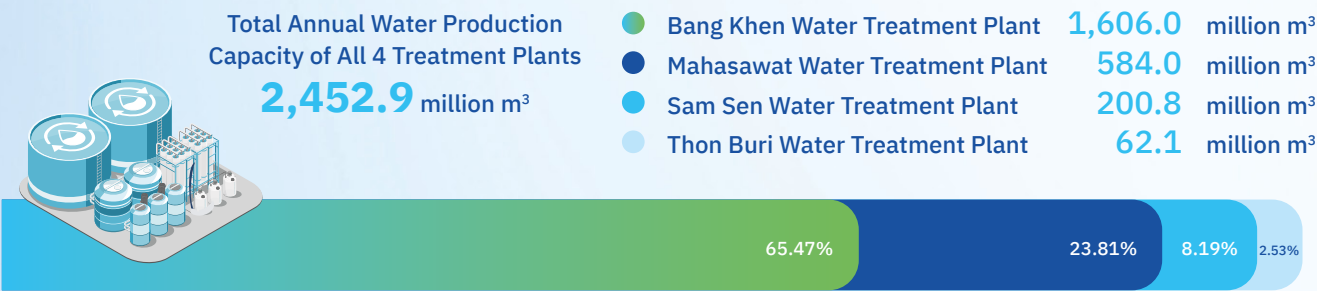 Total Annual Water Production
Capacity of All 4 Treatment Plants
2,452.9 million m³
Bang Khen Water Treatment Plant 1,606.0 million m³
Mahasawat Water Treatment Plant 584.0 million m³
Sam Sen Water Treatment Plant 200.8 million m³
Thon Buri Water Treatment Plant 62.1 million m³
65.47% 23.81% 8.19% 2.53%